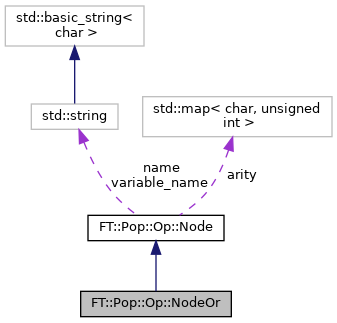 std::basic_string<
char >
std::string
std::map< char, unsigned
int >
name
variable_name
arity
FT::Pop::Op::Node
FT::Pop::Op::NodeOr